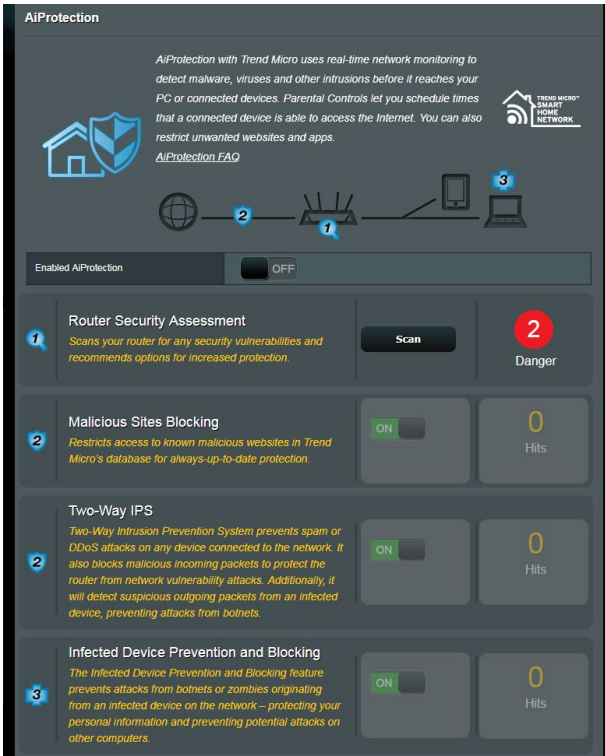 AiProtection
AiProtection with Trend Micro uses real-time network monitoring to
detect malware, viruses and other intrusions before it reaches your
PC or connected devices. Parental Controls let you schedule times
that a connected device is able to access the Internet. You can also
restrict unwanted websites and apps.
AiProtection FAQ
TREND MICRO™
SMART
HOME
NETWORK
3
2
1
Enabled AiProtection
OFF
1
Router Security Assessment
Scans your router for any security vulnerabilities and
recommends options for increased protection.
Scan
2
Danger
2
Malicious Sites Blocking
Restricts access to known malicious websites in Trend
Micro's database for always-up-to-date protection.
ON
0
Hits
2
Two-Way IPS
Two-Way Intrusion Prevention System prevents spam or
DDoS attacks on any device connected to the network. It
also blocks malicious incoming packets to protect the
router from network vulnerability attacks. Additionally, it
will detect suspicious outgoing packets from an infected
device, preventing attacks from botnets.
ON
0
Hits
3
Infected Device Prevention and Blocking
The Infected Device Prevention and Blocking feature
prevents attacks from botnets or zombies originating
from an infected device on the network – protecting your
personal information and preventing potential attacks on
other computers.
ON
0
Hits